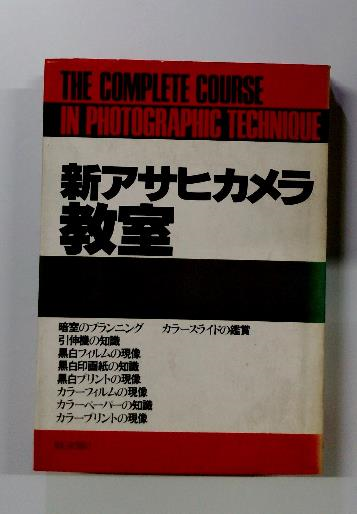 THE COMPLETE COURSE
IN PHOTOGRAPHIC TECHNIQUE
新アサヒカメラ
教室
暗室のプランニング　カラースライドの鑑賞
引伸機の知識
黒白フィルムの現像
黒白印画紙の知識
黒白プリントの現像
カラーフィルムの現像
カラーペーパーの知識
カラープリントの現像